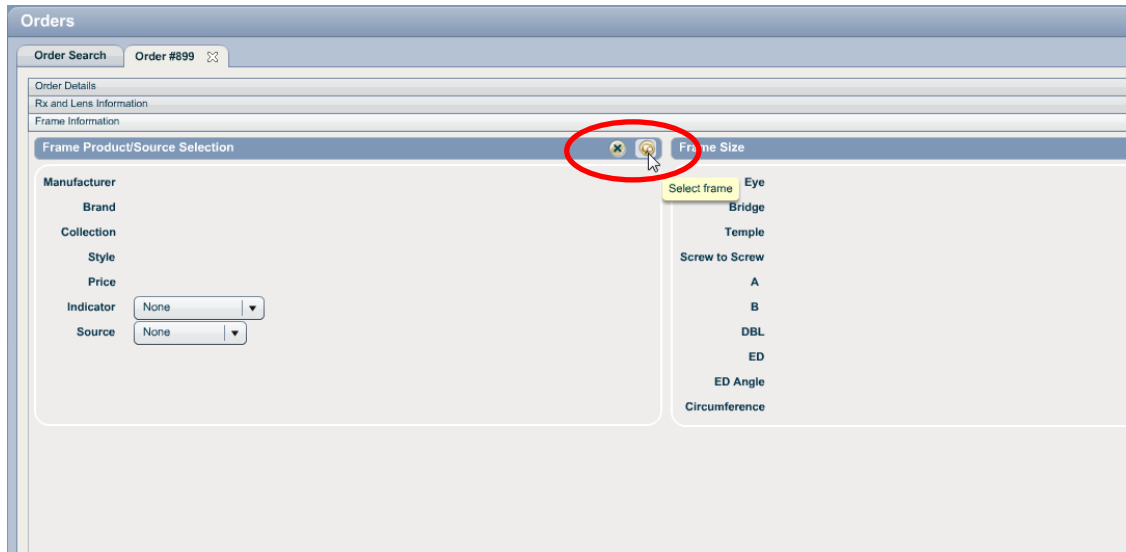 Orders
Order Search
Order #899
Order Details
Rx and Lens Information
Frame Information
Frame Product/Source Selection
Manufacturer
Brand
Collection
Style
Price
Indicator None
Source None
Frame Size
Select frame
Eye
Bridge
Temple
Screw to Screw
A
B
DBL
ED
ED Angle
Circumference